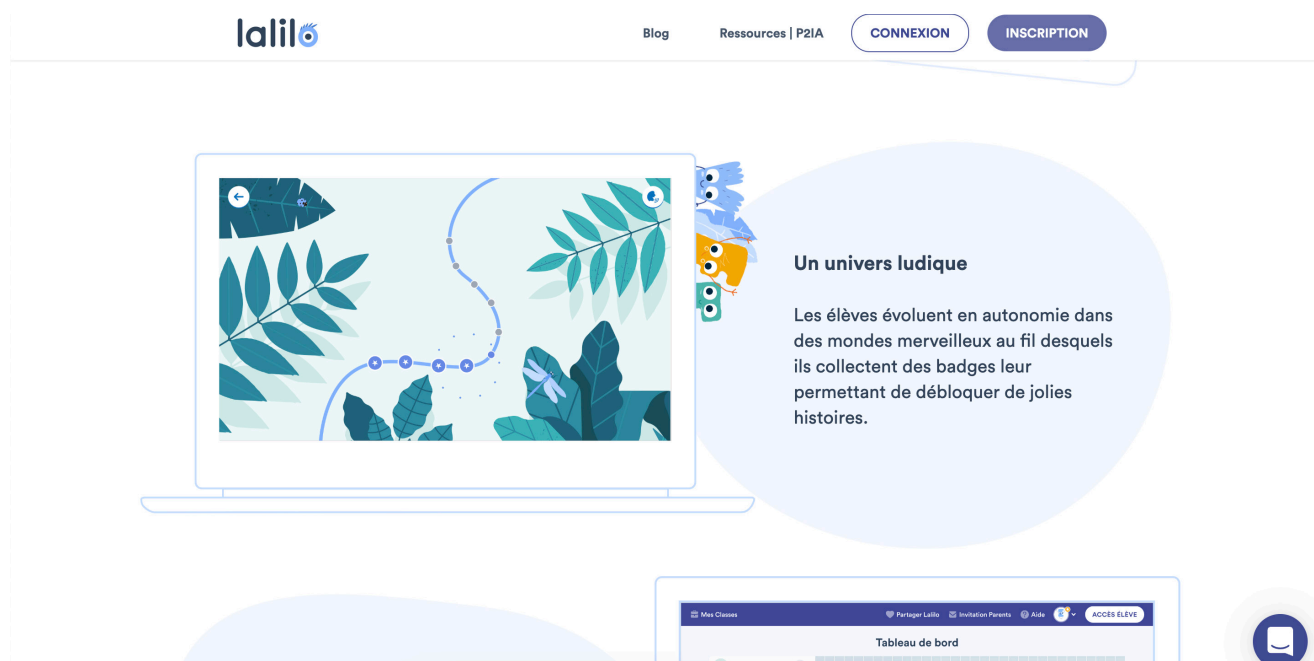 lalilo
Blog
Ressources | P2IA
CONNEXION
INSCRIPTION
Un univers ludique
Les élèves évoluent en autonomie dans
des mondes merveilleux au fil desquels
ils collectent des badges leur
permettant de débloquer de jolies
histoires.
Mes Classes
Partager Lalilo
Invitation Parents
Aide
ACCÈS ÉLÈVE
Tableau de bord